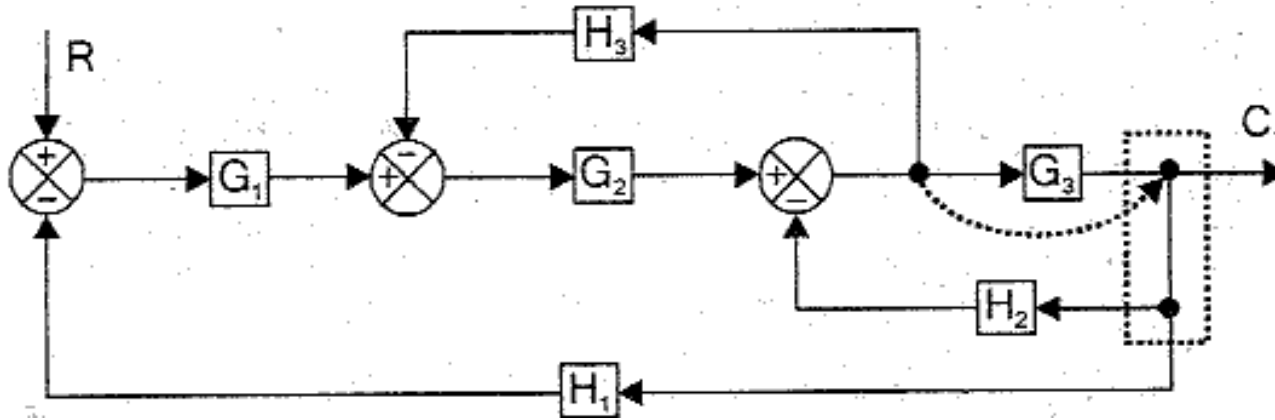 H₃
R
C
+
−
G₁
−
+
G₂
+
−
G₃
H₂
H₁